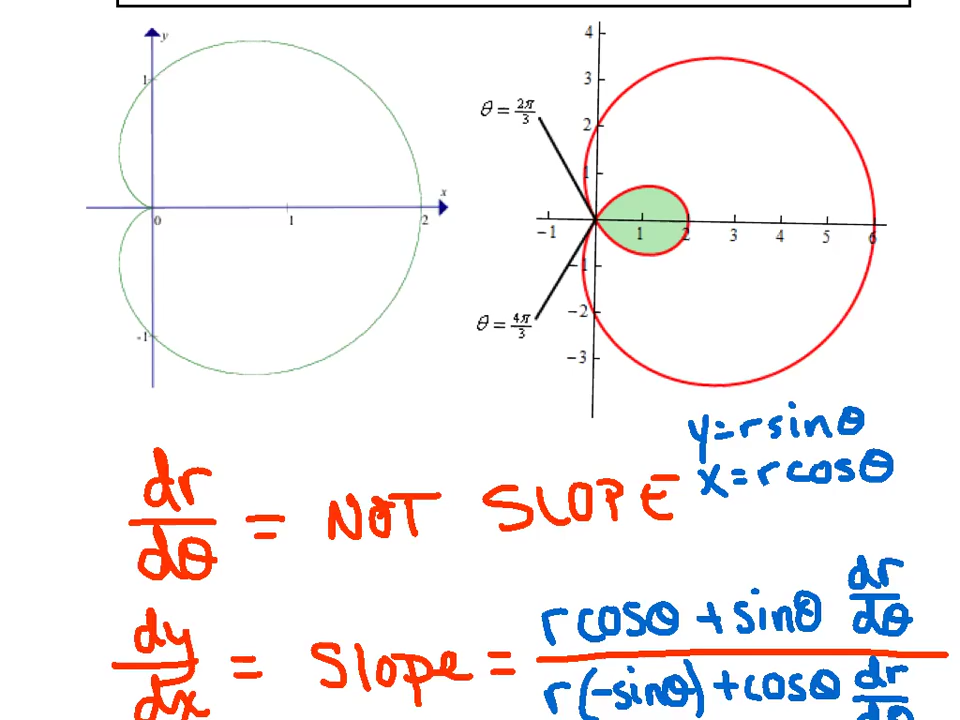 y
1
x
0
1
2
-1
4
3
θ = 2π/3
2
1
-1
1
2
3
4
5
6
-1
θ = 4π/3
-2
-3
y = r sinθ
x = r cosθ
dr/dθ = NOT SLOPE
dy/dx = Slope = r cosθ + sinθ dr/dθ
r(-sinθ) + cosθ dr/dθ